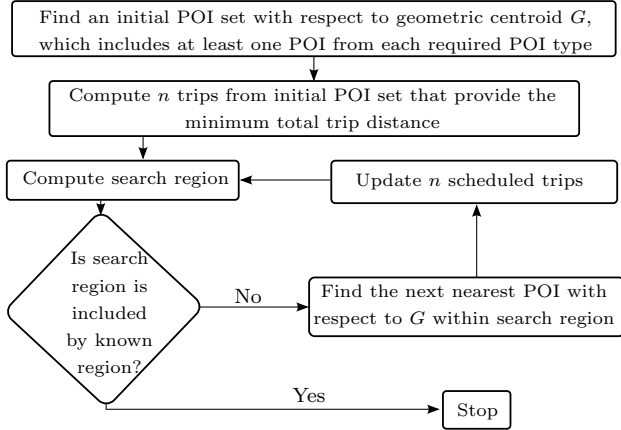 Find an initial POI set with respect to geometric centroid G,
which includes at least one POI from each required POI type
Compute n trips from initial POI set that provide the
minimum total trip distance
Compute search region
Update n scheduled trips
Is search
region is
included
by known
region?
No
Find the next nearest POI with
respect to G within search region
Yes
Stop